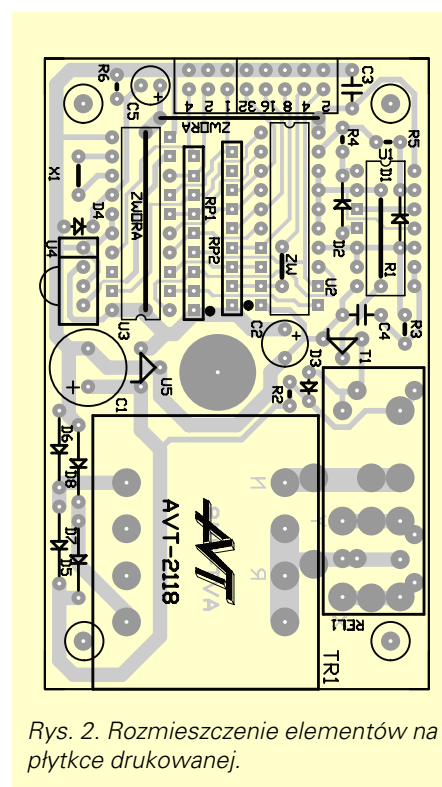 R6
C5
4 2 1 32 16 8 4 2
C3
ZWORA
R4
R5
X1
ZWORA
RP1
U1
D1
D4
U4
RP2
D2
ZW
R1
U2
U3
C2
C4
R3
+
D3
T1
U5
R2
+
C1
D6
D8
N
AVT-2118
AVT
D7
D5
R
REL1
TR1
Rys. 2. Rozmieszczenie elementów na
płytkce drukowanej.